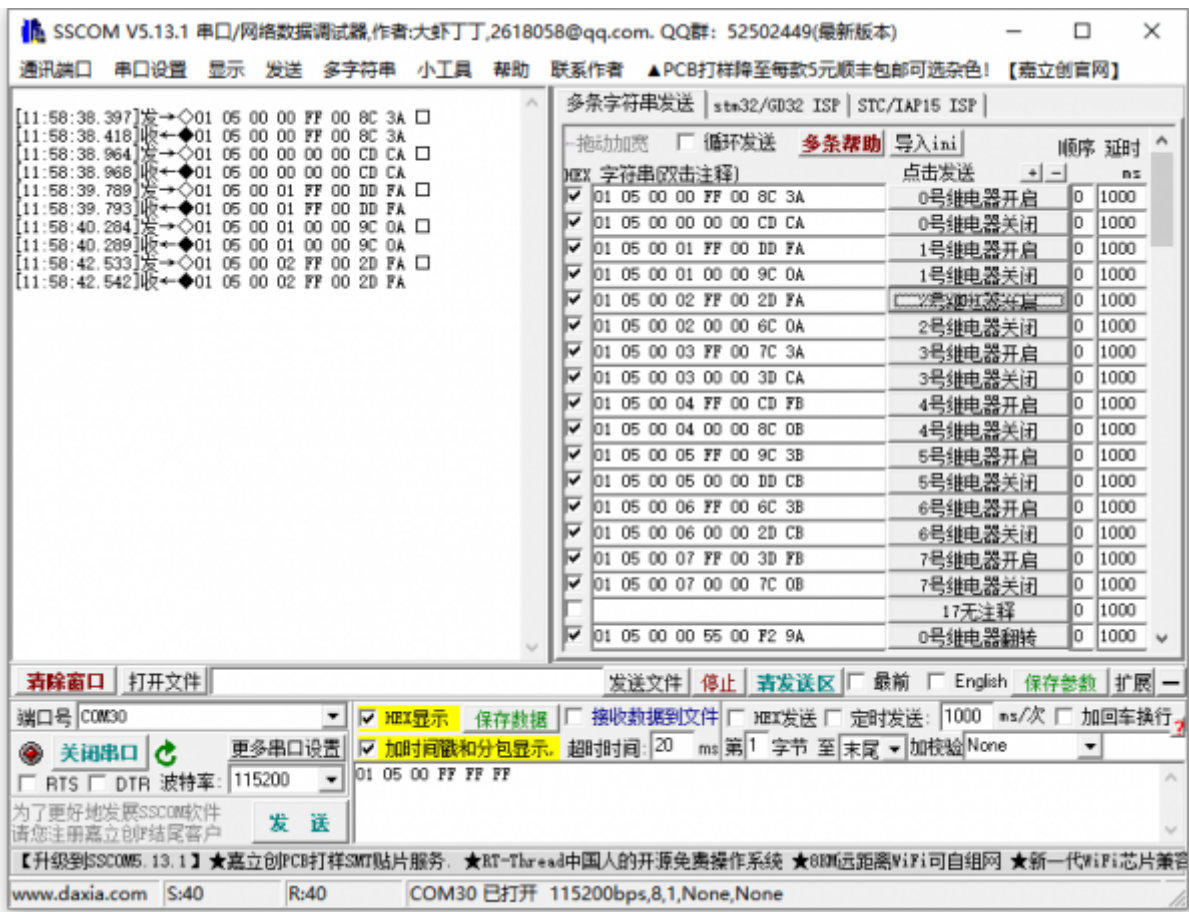 SSCOM V5.13.1 串口/网络数据调试器,作者:大虾丁丁,2618058@qq.com. QQ群: 52502449(最新版本)
通讯端口 串口设置 显示 发送 多字符串 小工具 帮助 联系作者 ▲PCB打样降至每款5元顺丰包邮可选杂色! 【嘉立创官网】
[11:58:38.397]发→◇01 05 00 00 FF 00 8C 3A □
[11:58:38.418]收←◆01 05 00 00 FF 00 8C 3A
[11:58:38.964]发→◇01 05 00 00 00 00 CD CA □
[11:58:38.968]收←◆01 05 00 00 00 00 CD CA
[11:58:39.789]发→◇01 05 00 01 FF 00 DD FA □
[11:58:39.793]收←◆01 05 00 01 FF 00 DD FA
[11:58:40.284]发→◇01 05 00 01 00 00 9C 0A □
[11:58:40.289]收←◆01 05 00 01 00 00 9C 0A
[11:58:42.533]发→◇01 05 00 02 FF 00 2D FA □
[11:58:42.542]收←◆01 05 00 02 FF 00 2D FA
多条字符串发送 stm32/GD32 ISP STC/IAP15 ISP
拖动加宽 循环发送 多条帮助 导入ini 顺序 延时
HEX 字符串(双击注释) 点击发送 + - ms
01 05 00 00 FF 00 8C 3A 0号继电器开启 0 1000
01 05 00 00 00 00 CD CA 0号继电器关闭 0 1000
01 05 00 01 FF 00 DD FA 1号继电器开启 0 1000
01 05 00 01 00 00 9C 0A 1号继电器关闭 0 1000
01 05 00 02 FF 00 2D FA 2号继电器开启 0 1000
01 05 00 02 00 00 6C 0A 2号继电器关闭 0 1000
01 05 00 03 FF 00 7C 3A 3号继电器开启 0 1000
01 05 00 03 00 00 3D CA 3号继电器关闭 0 1000
01 05 00 04 FF 00 CD FB 4号继电器开启 0 1000
01 05 00 04 00 00 8C 0B 4号继电器关闭 0 1000
01 05 00 05 FF 00 9C 3B 5号继电器开启 0 1000
01 05 00 05 00 00 DD CB 5号继电器关闭 0 1000
01 05 00 06 FF 00 6C 3B 6号继电器开启 0 1000
01 05 00 06 00 00 2D CB 6号继电器关闭 0 1000
01 05 00 07 FF 00 3D FB 7号继电器开启 0 1000
01 05 00 07 00 00 7C 0B 7号继电器关闭 0 1000
17无注释 0 1000
01 05 00 00 55 00 F2 9A 0号继电器翻转 0 1000
清除窗口 打开文件 发送文件 停止 清发送区 最前 English 保存参数 扩展 —
端口号 COM30 HEX显示 保存数据 接收数据到文件 HEX发送 定时发送: 1000 ms/次 加回车换行
关闭串口 更多串口设置 加时间戳和分包显示, 超时时间: 20 ms 第1 字节 至 末尾 加校验 None
RTS DTR 波特率: 115200 01 05 00 FF FF FF
为了更好地发展SSCOM软件
请您注册嘉立创F结尾客户 发 送
【升级到SSCOM5.13.1】★嘉立创PCB打样SMT贴片服务. ★RT-Thread中国人的开源免费操作系统 ★8KM远距离WiFi可自组网 ★新一代WiFi芯片兼容
www.daxia.com S:40 R:40 COM30 已打开 115200bps,8,1,None,None